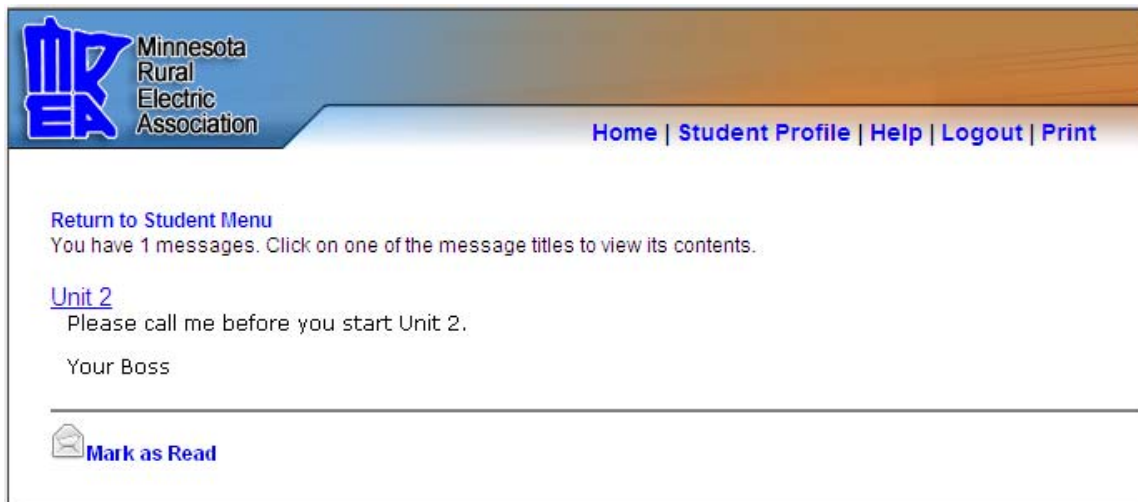 MREA
Minnesota
Rural
Electric
Association
Home | Student Profile | Help | Logout | Print
Return to Student Menu
You have 1 messages. Click on one of the message titles to view its contents.
Unit 2
Please call me before you start Unit 2.
Your Boss
Mark as Read